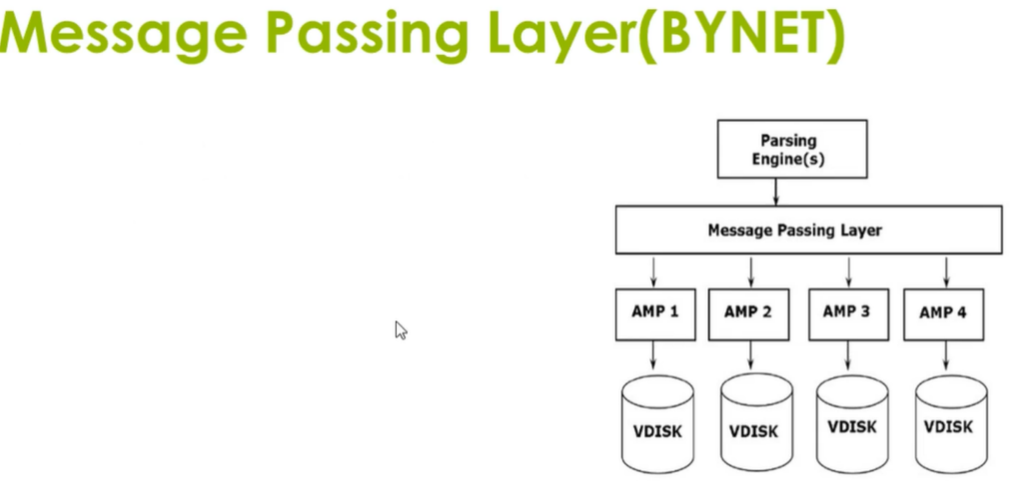 Message Passing Layer(BYNET)
Parsing
Engine(s)
Message Passing Layer
AMP 1
AMP 2
AMP 3
AMP 4
VDISK
VDISK
VDISK
VDISK